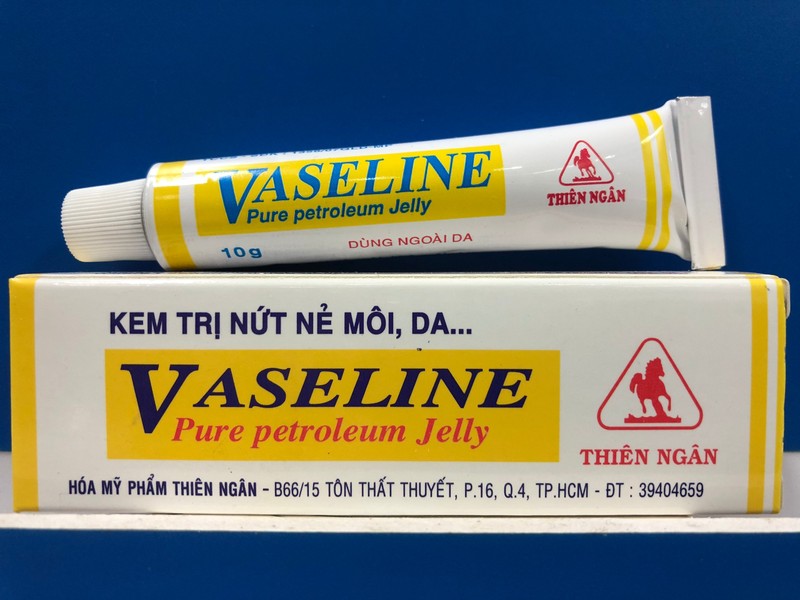 VASELINE
Pure petroleum Jelly
10g
DÙNG NGOÀI DA
THIÊN NGÂN
KEM TRỊ NỨT NẺ MÔI, DA...
VASELINE
Pure petroleum Jelly
THIÊN NGÂN
HÓA MỸ PHẨM THIÊN NGÂN - B66/15 TÔN THẤT THUYẾT, P.16, Q.4, TP.HCM - ĐT : 39404659